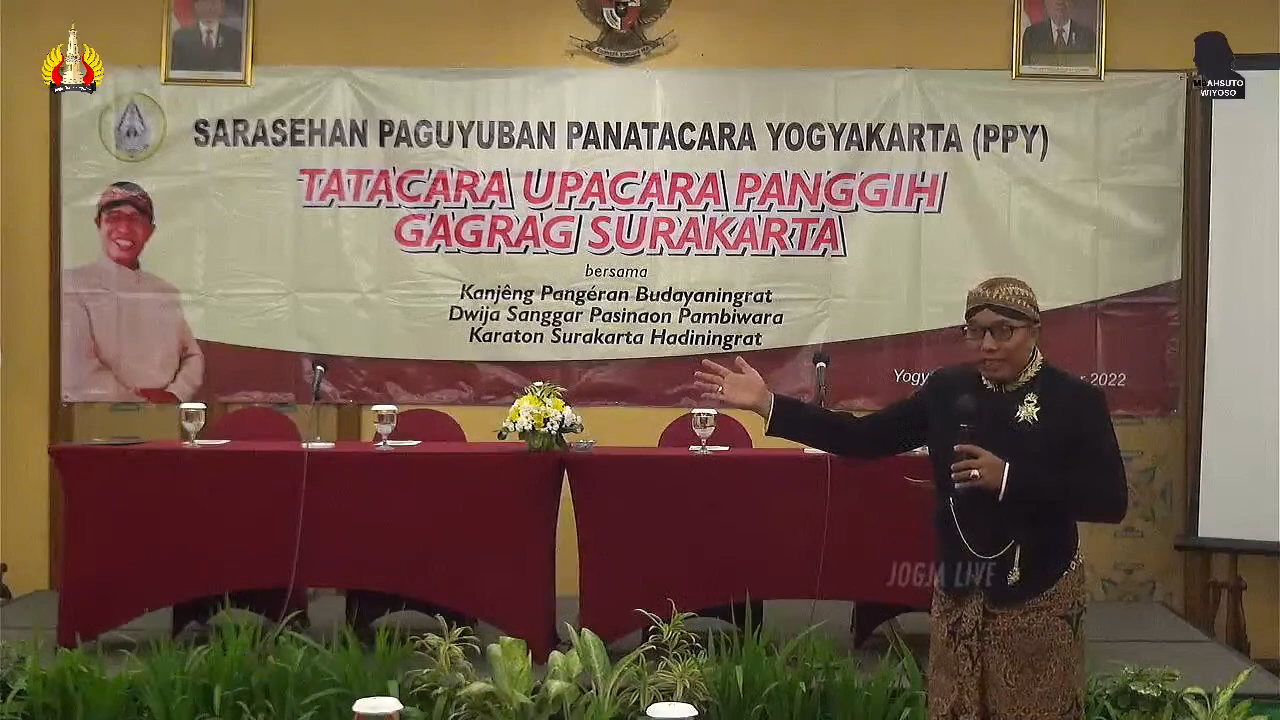 AHSUTO
WIYOSO
SARASEHAN PAGUYUBAN PANATACARA YOGYAKARTA (PPY)
TATACARA UPACARA PANGGIH
GAGRAG SURAKARTA
bersama
Kanjêng Pangéran Budayaningrat
Dwija Sanggar Pasinaon Pambiwara
Karaton Surakarta Hadiningrat
2022
JOGJA LIVE